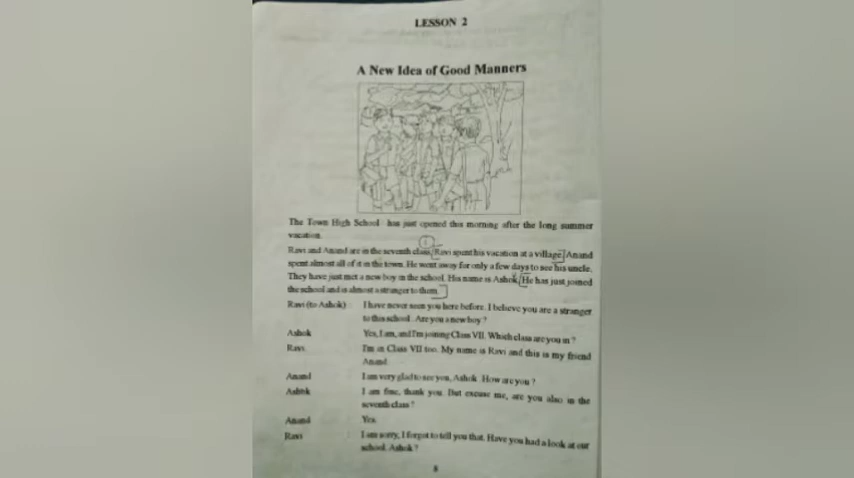 LESSON 2
A New Idea of Good Manners
The Town High School has just opened this morning after the long summer
vacation.
1
Ravi and Anand are in the seventh class. Ravi spent his vacation at a village. Anand
spent almost all of it in the town. He went away for only a few days to see his uncle.
They have just met a new boy in the school. His name is Ashok. He has just joined
the school and is almost a stranger to them.
Ravi (to Ashok) : I have never seen you here before. I believe you are a stranger
to this school. Are you a new boy ?
Ashok : Yes, I am, and I'm joining Class VII. Which class are you in ?
Ravi : I'm in Class VII too. My name is Ravi and this is my friend
Anand.
Anand : I am very glad to see you, Ashok. How are you ?
Ashok : I am fine, thank you. But excuse me, are you also in the
seventh class ?
Anand : Yes.
Ravi : I am sorry, I forgot to tell you that. Have you had a look at our
school, Ashok ?
8